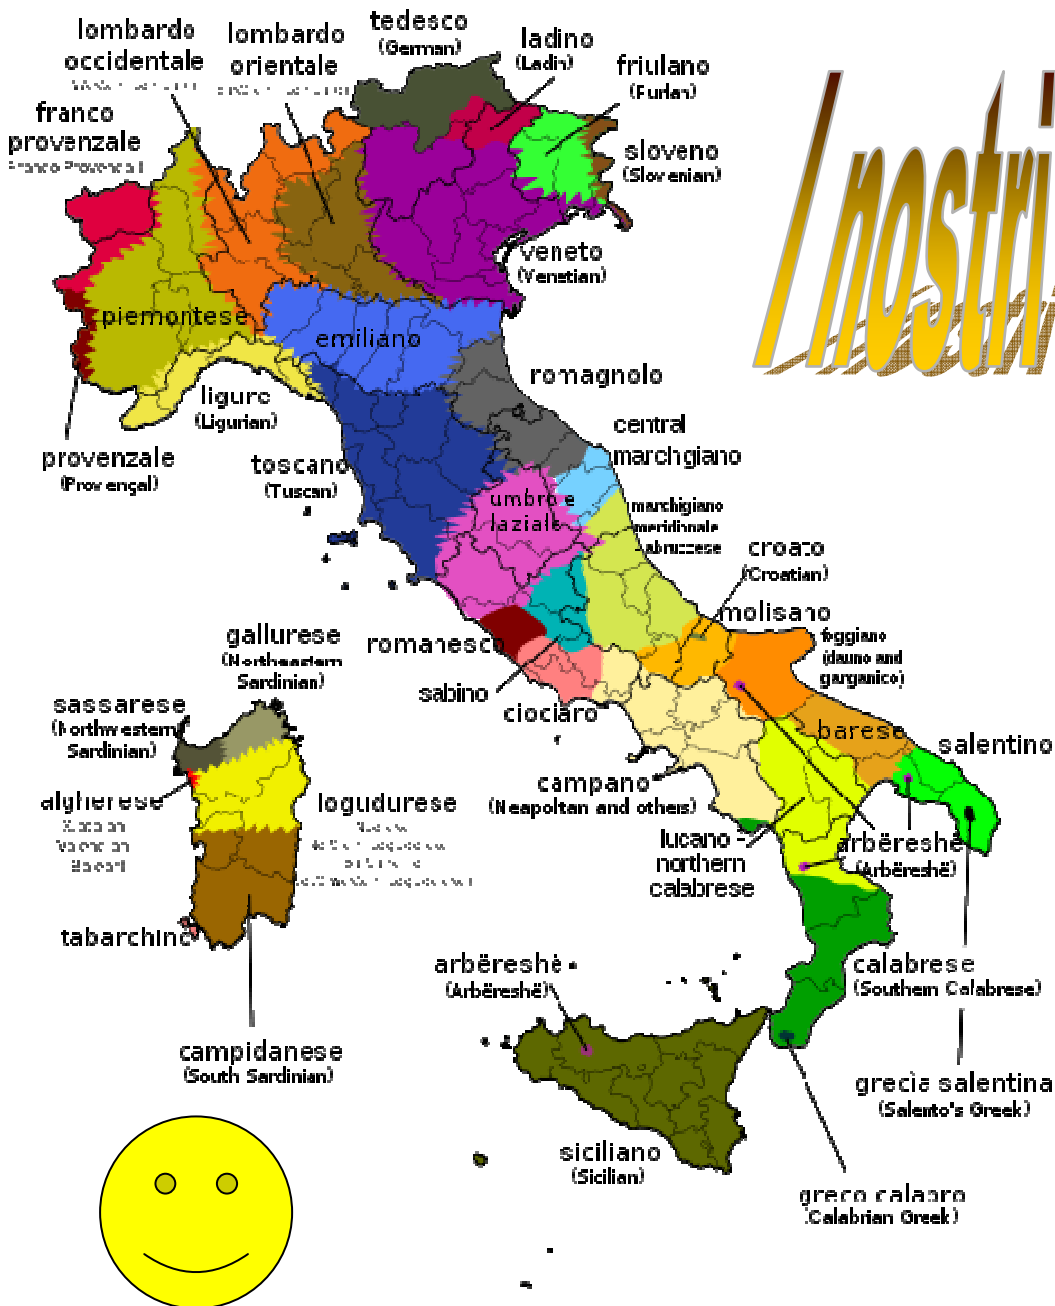 lombardo
occidentale
lombardo
orientale
tedesco
(German)
ladino
(Ladin)
friulano
(Furlan)
franco
provenzale
sloveno
(Slovenian)
I nostri
veneto
(Venetian)
piemontese
emiliano
romagnolo
ligure
(Ligurian)
central
marchigiano
provenzale
(Provençal)
toscano
(Tuscan)
umbro e
laziale
marchigiano
meridionale
- abruzzese
croato
(Croatian)
molisano
gallurese
(Northeastern
Sardinian)
romanesco
foggiano
(dauno and
garganico)
sabino
sassarese
(Northwestern
Sardinian)
ciociaro
barese
salentino
campano
(Neapoltan and others)
algherese
logudurese
lucano -
northern
calabrese
arbëreshë
(Arbëreshë)
tabarchino
arbëreshë
(Arbëreshë)
calabrese
(Southern Calabrese)
campidanese
(South Sardinian)
grecìa salentina
(Salento's Greek)
siciliano
(Sicilian)
greco calabro
(Calabrian Greek)